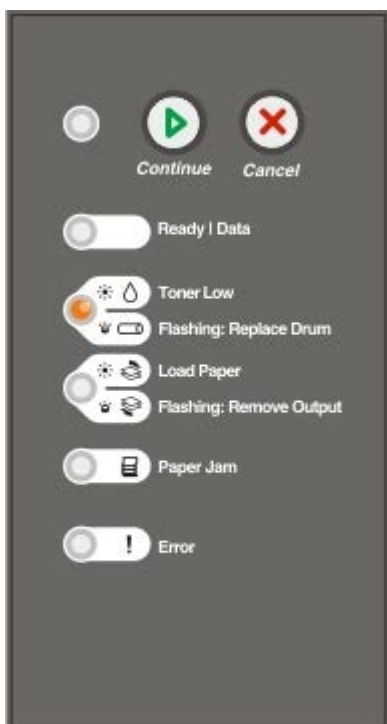 Continue
Cancel
Ready | Data
Toner Low
Flashing: Replace Drum
Load Paper
Flashing: Remove Output
Paper Jam
! Error